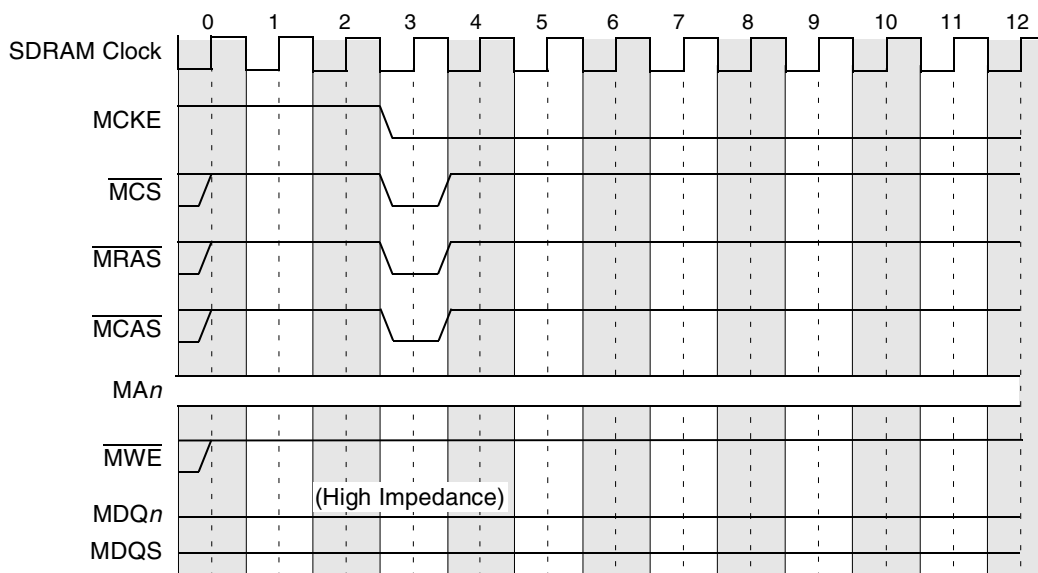 0 1 2 3 4 5 6 7 8 9 10 11 12
SDRAM Clock
MCKE
MCS
MRAS
MCAS
MAn
MWE
(High Impedance)
MDQn
MDQS